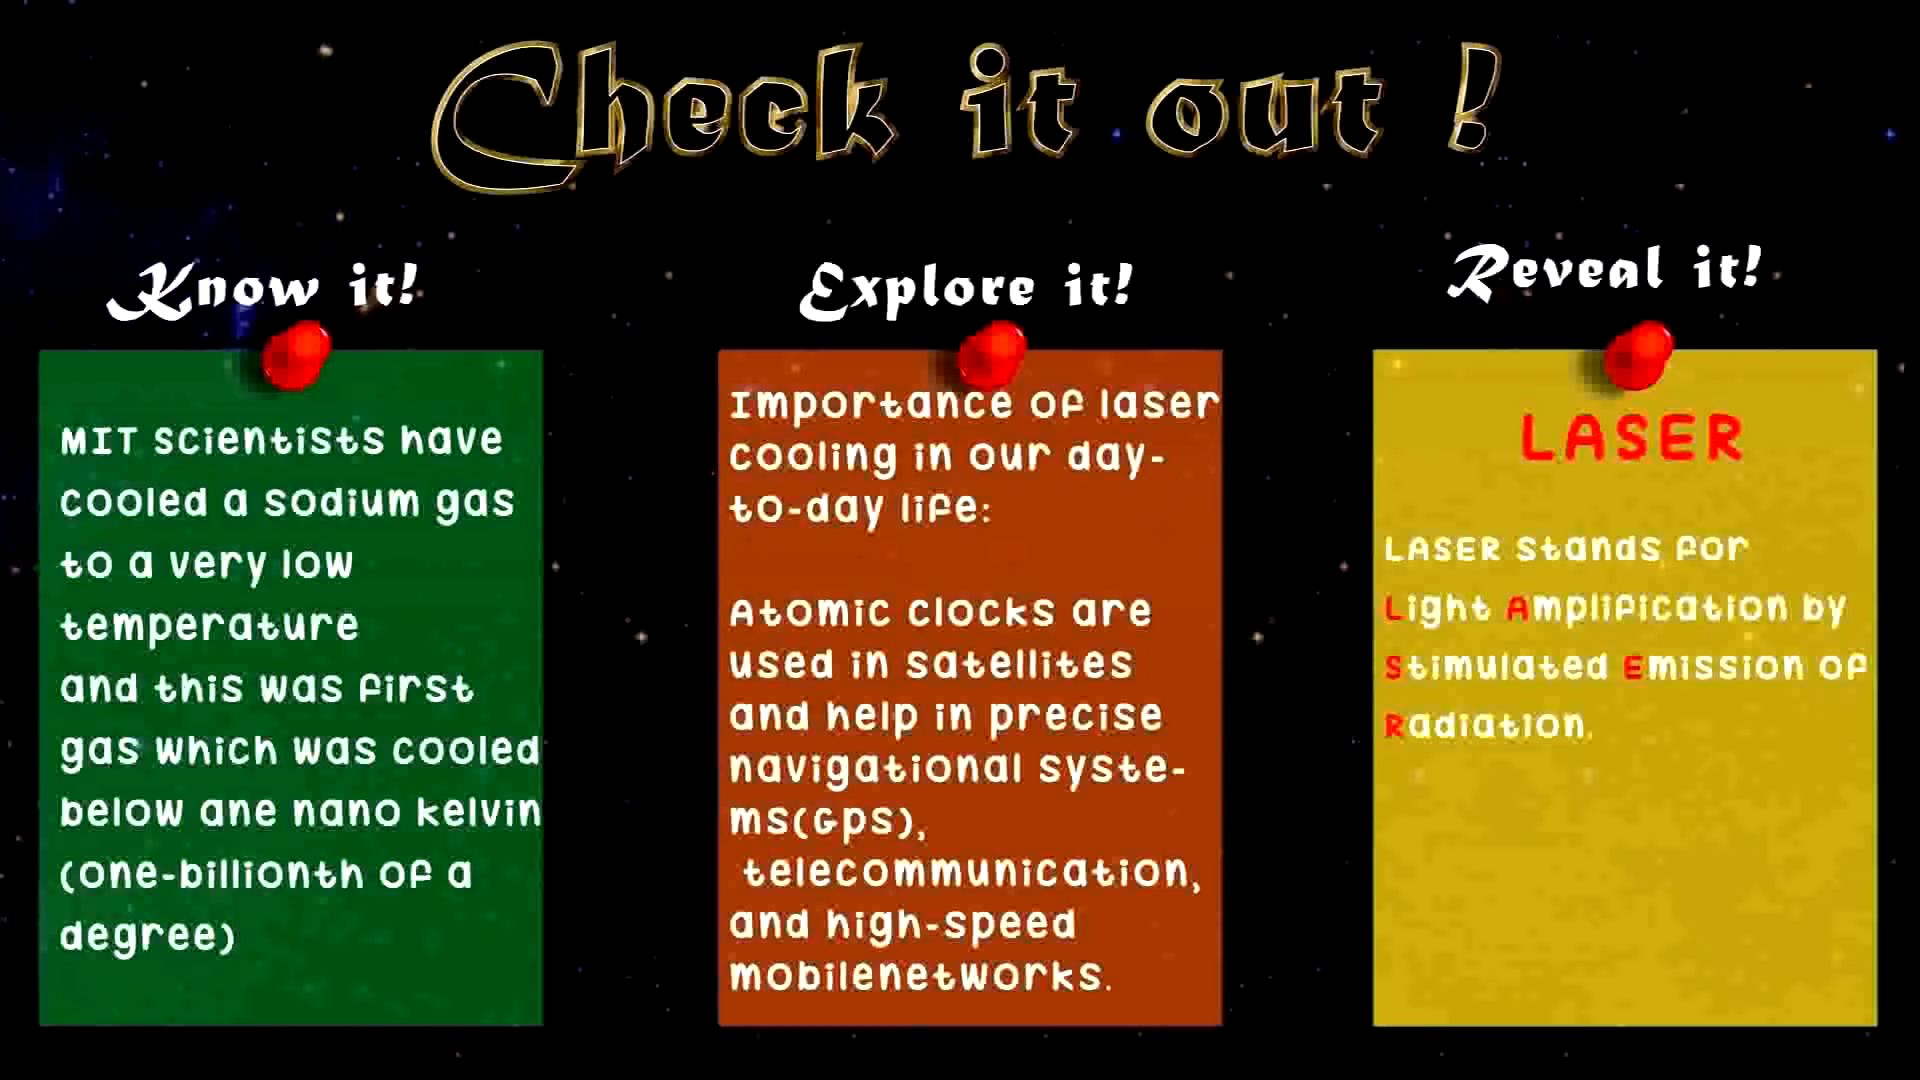 Check it out !
Know it!
MIT scientists have
cooled a sodium gas
to a very low
temperature
and this was first
gas which was cooled
below ane nano kelvin
(one-billionth of a
degree)
Explore it!
Importance of laser
cooling in our day-
to-day life:
Atomic clocks are
used in satellites
and help in precise
navigational syste-
ms(Gps),
telecommunication,
and high-speed
mobilenetworks.
Reveal it!
LASER
LASER stands for
Light Amplification by
Stimulated Emission of
Radiation.